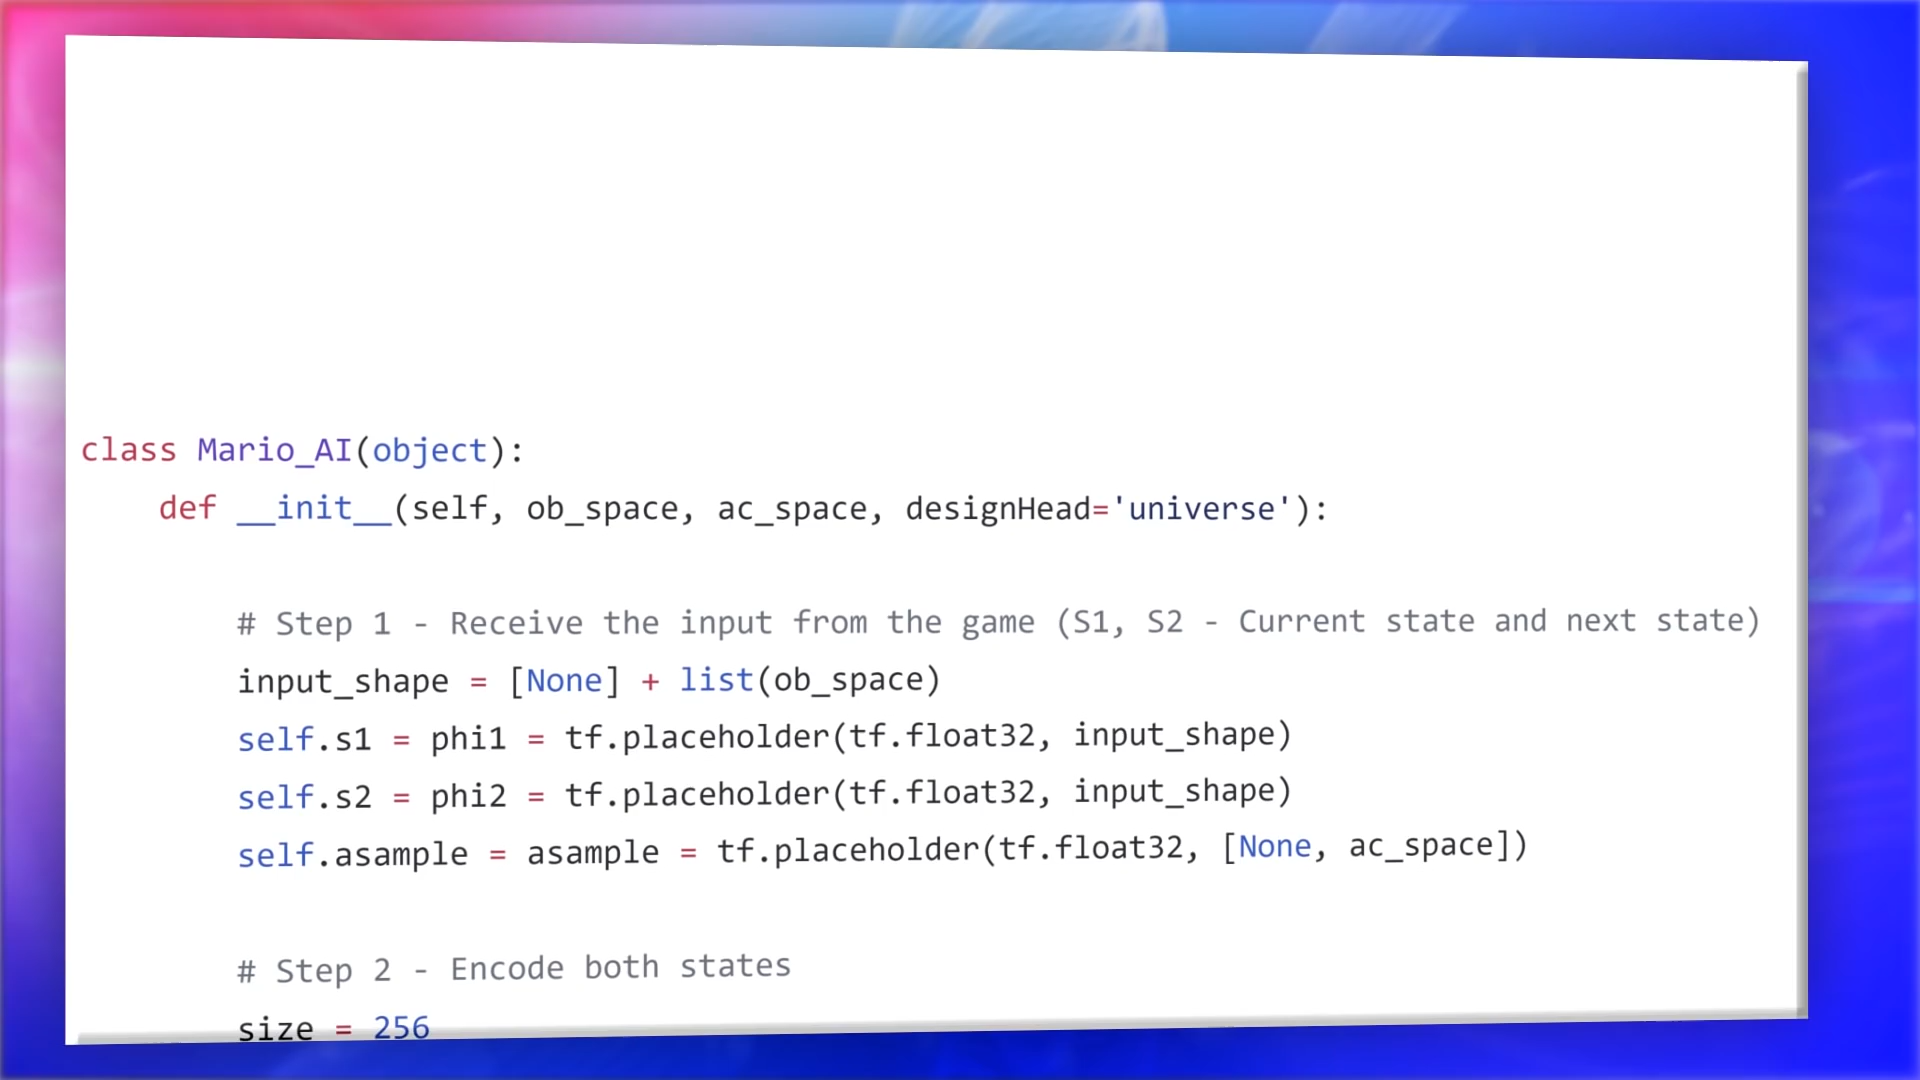 class Mario_AI(object):
def __init__(self, ob_space, ac_space, designHead='universe'):
# Step 1 - Receive the input from the game (S1, S2 - Current state and next state)
input_shape = [None] + list(ob_space)
self.s1 = phi1 = tf.placeholder(tf.float32, input_shape)
self.s2 = phi2 = tf.placeholder(tf.float32, input_shape)
self.asample = asample = tf.placeholder(tf.float32, [None, ac_space])
# Step 2 - Encode both states
size = 256